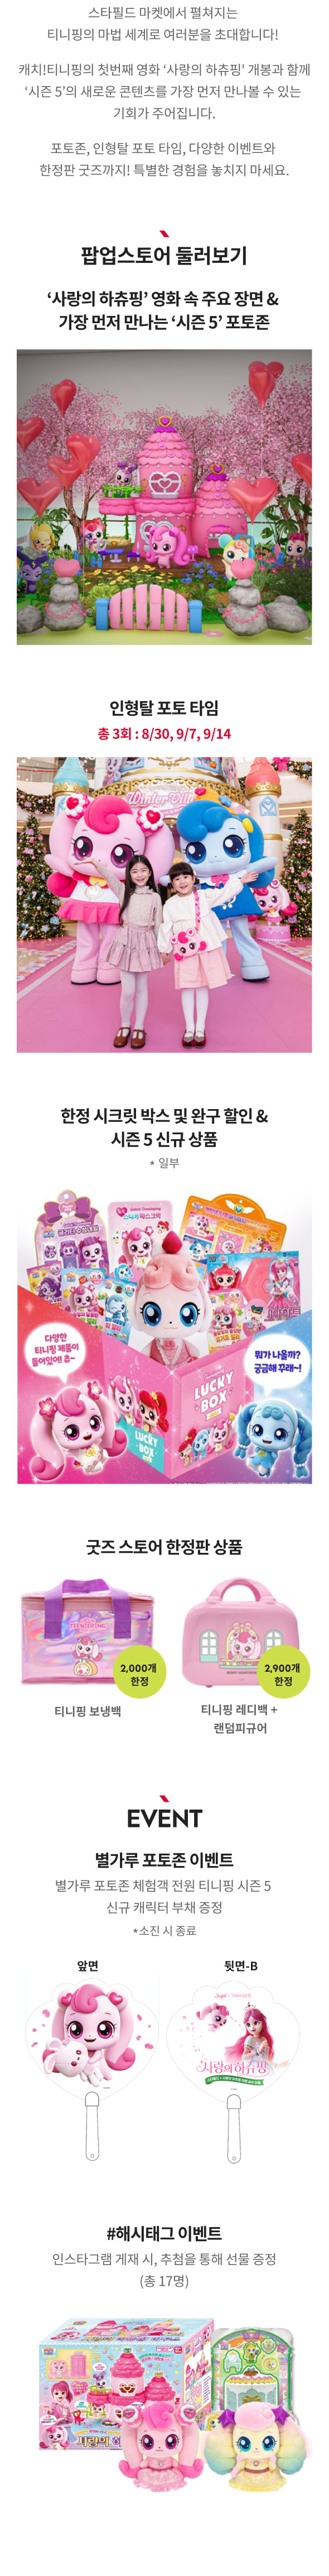 스타필드 마켓에서 펼쳐지는
티니핑의 마법 세계로 여러분을 초대합니다!
캐치!티니핑의 첫번째 영화 ‘사랑의 하츄핑' 개봉과 함께
‘시즌 5’의 새로운 콘텐츠를 가장 먼저 만나볼 수 있는
기회가 주어집니다.
포토존, 인형탈 포토 타임, 다양한 이벤트와
한정판 굿즈까지! 특별한 경험을 놓치지 마세요.
팝업스토어 둘러보기
‘사랑의 하츄핑’ 영화 속 주요 장면 &
가장 먼저 만나는 ‘시즌 5’ 포토존
인형탈 포토 타임
총 3회 : 8/30, 9/7, 9/14
한정 시크릿 박스 및 완구 할인 &
시즌 5 신규 상품
* 일부
다양한
티니핑 제품이
들어있어! 츄~
뭐가 나올까?
궁금해 꾸래~!
LUCKY
BOX
LUCKY
BOX
굿즈 스토어 한정판 상품
TEENIEPING
2,000개
한정
2,900개
한정
티니핑 보냉백
티니핑 레디백 +
랜덤피규어
EVENT
별가루 포토존 이벤트
별가루 포토존 체험객 전원 티니핑 시즌 5
신규 캐릭터 부채 증정
*소진 시 종료
앞면
뒷면-B
사랑의 하츄핑
#해시태그 이벤트
인스타그램 게재 시, 추첨을 통해 선물 증정
(총 17명)